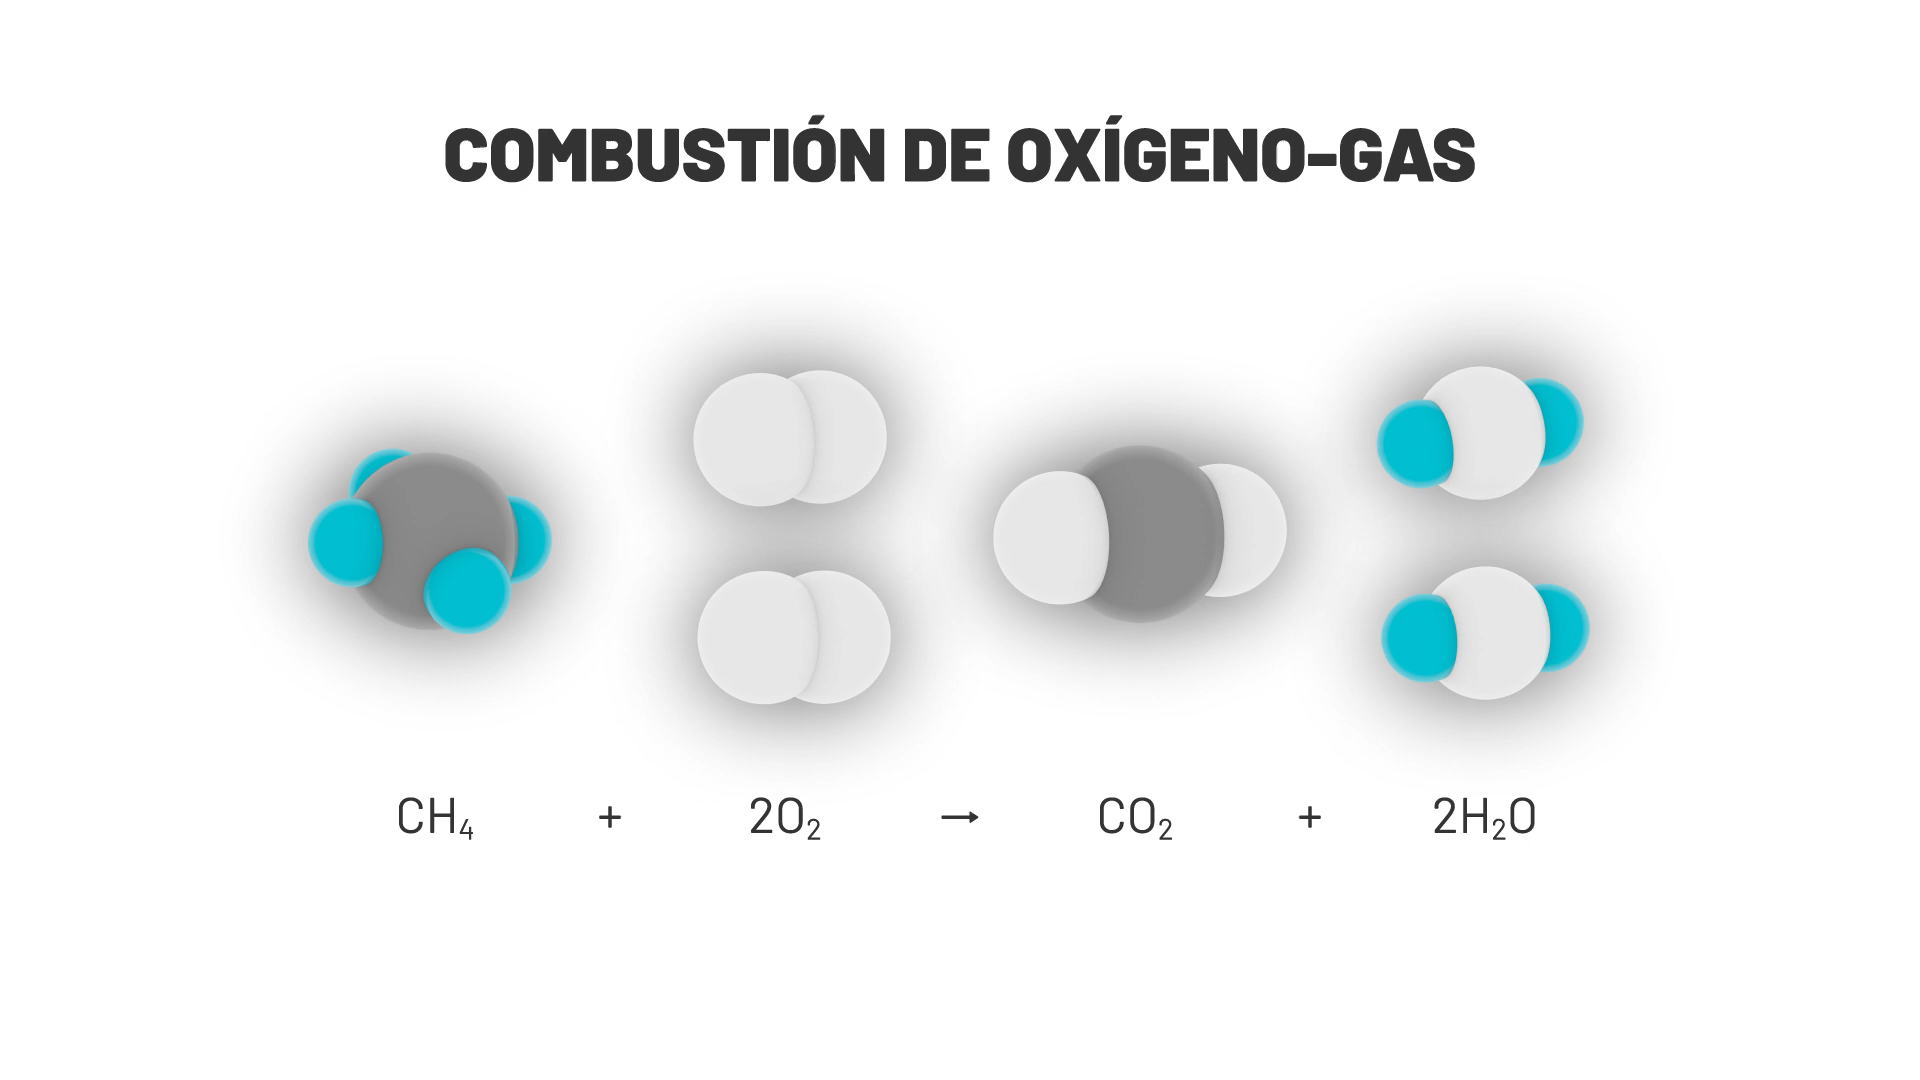 COMBUSTIÓN DE OXÍGENO-GAS
CH₄ + 2O₂ → CO₂ + 2H₂O